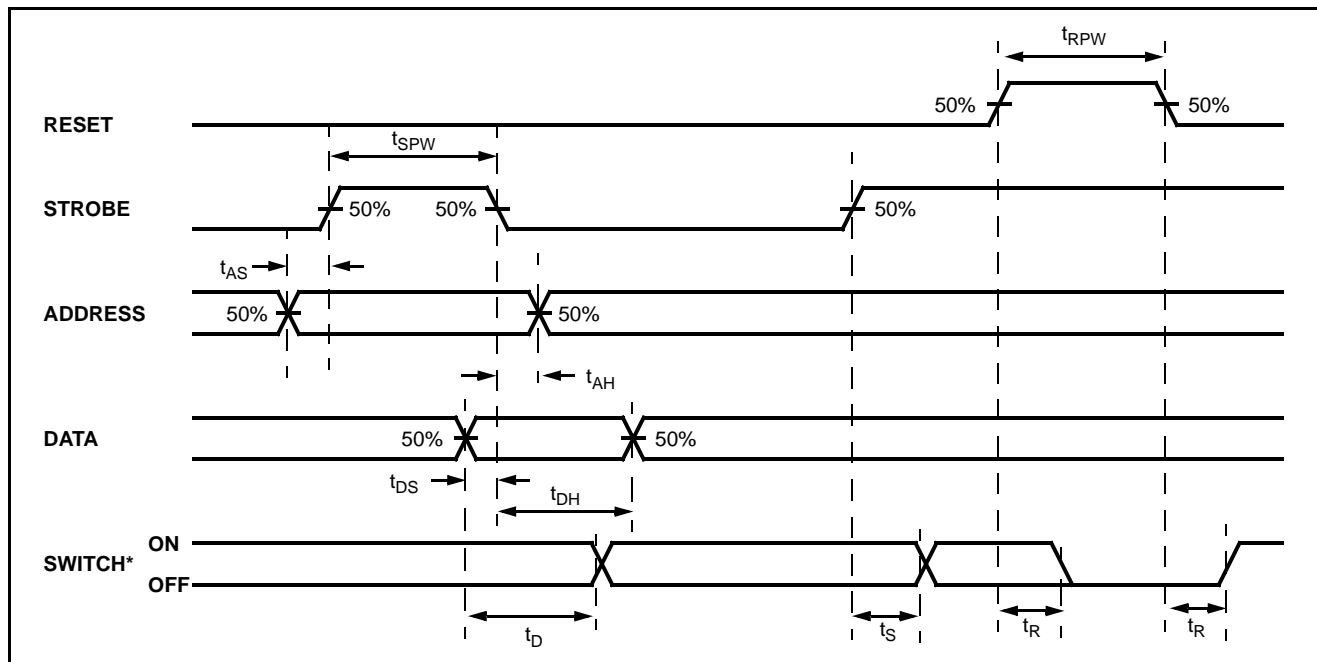 tRPW
50% 50%
RESET
tSPW
STROBE 50% 50% 50%
tAS
ADDRESS 50% 50%
tAH
DATA 50% 50%
tDS tDH
ON
SWITCH*
OFF
tD tS tR tR